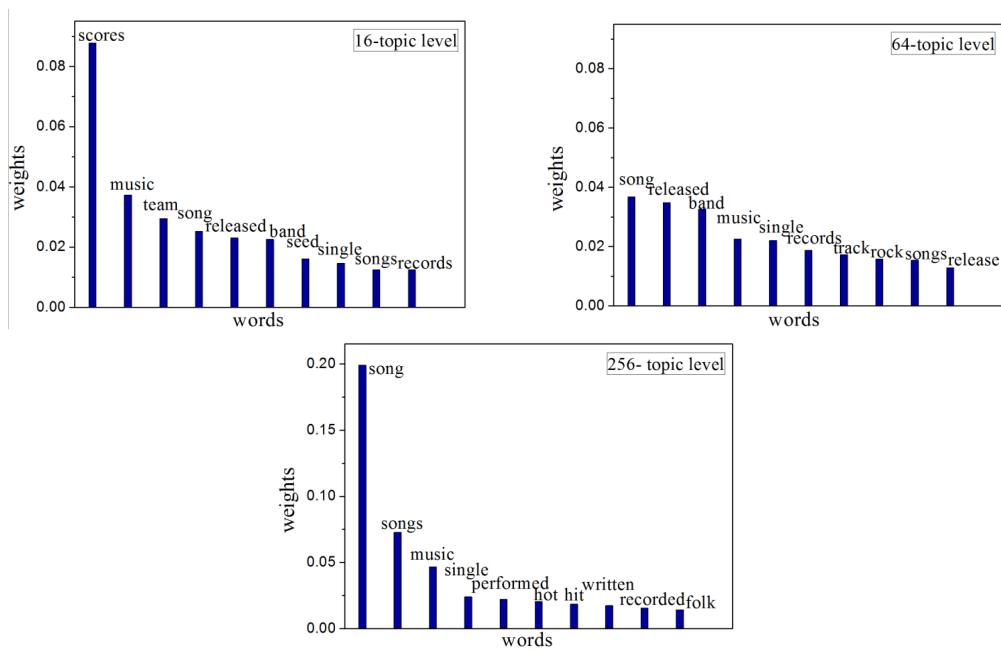 16-topic level
0.08
0.06
0.04
0.02
0.00
weights
scores
music
team
song
released
band
seed
single
songs
records
words
64-topic level
0.08
0.06
0.04
0.02
0.00
weights
song
released
band
music
single
records
track
rock
songs
release
words
256- topic level
0.20
0.15
0.10
0.05
0.00
weights
song
songs
music
single
performed
hot
hit
written
recorded
folk
words